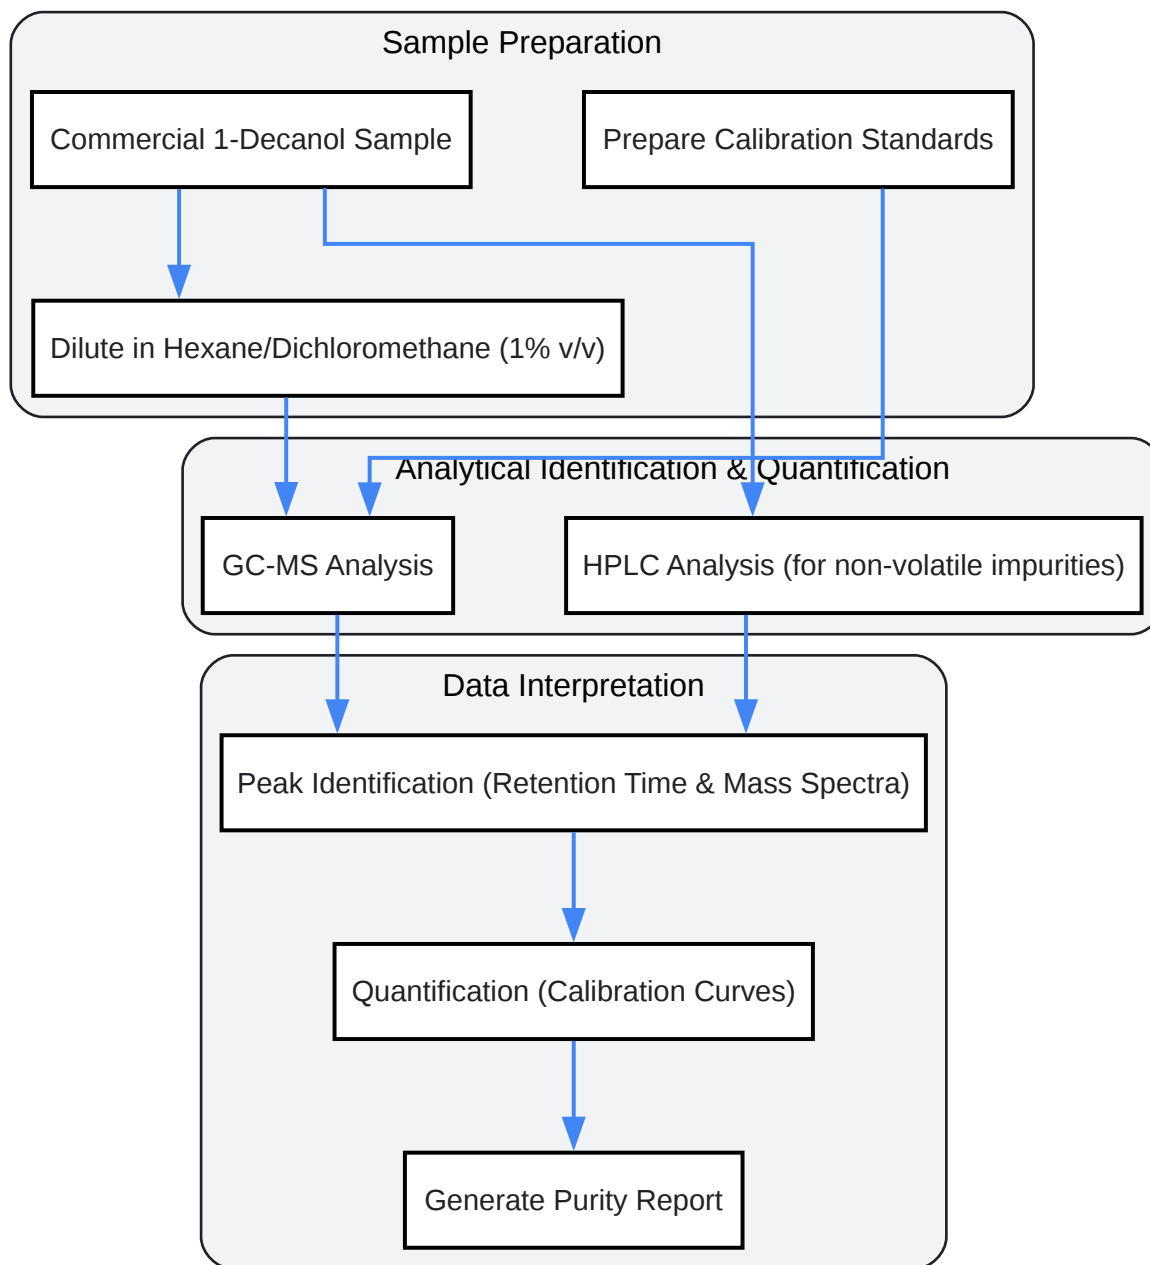 Sample Preparation
Commercial 1-Decanol Sample
Prepare Calibration Standards
Dilute in Hexane/Dichloromethane (1% v/v)
Analytical Identification & Quantification
GC-MS Analysis
HPLC Analysis (for non-volatile impurities)
Data Interpretation
Peak Identification (Retention Time & Mass Spectra)
Quantification (Calibration Curves)
Generate Purity Report